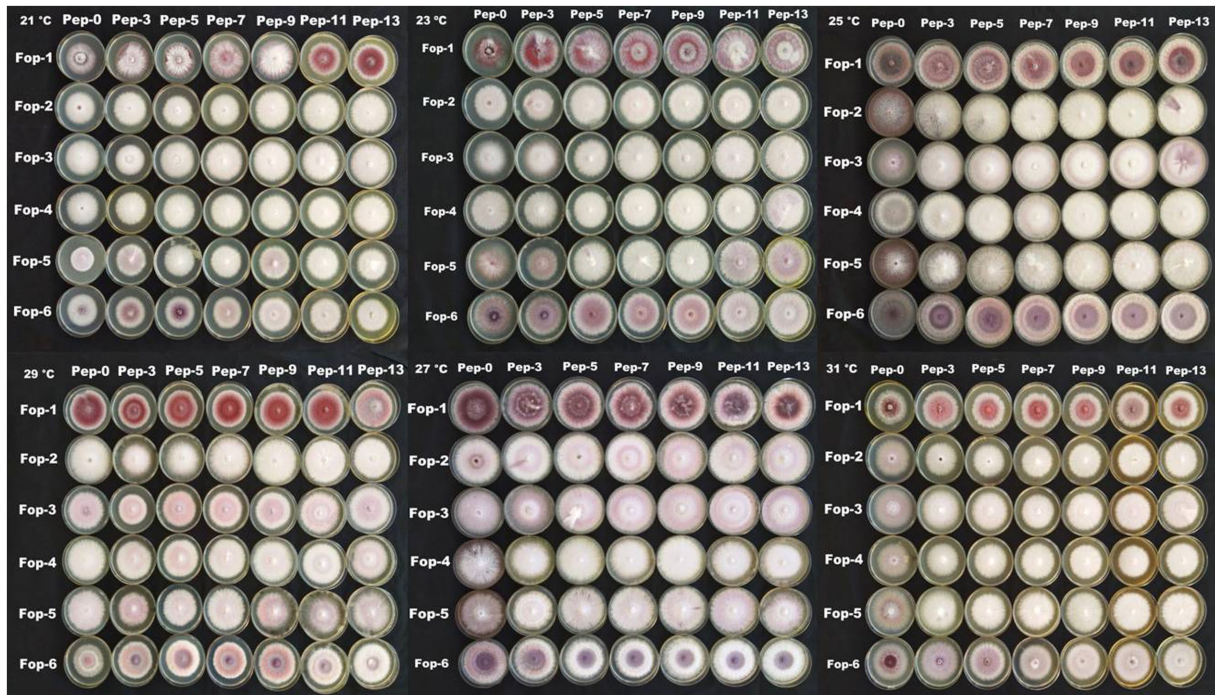 21 °C Pep-0 Pep-3 Pep-5 Pep-7 Pep-9 Pep-11 Pep-13
Fop-1
Fop-2
Fop-3
Fop-4
Fop-5
Fop-6
23 °C Pep-0 Pep-3 Pep-5 Pep-7 Pep-9 Pep-11 Pep-13
Fop-1
Fop-2
Fop-3
Fop-4
Fop-5
Fop-6
25 °C Pep-0 Pep-3 Pep-5 Pep-7 Pep-9 Pep-11 Pep-13
Fop-1
Fop-2
Fop-3
Fop-4
Fop-5
Fop-6
29 °C Pep-0 Pep-3 Pep-5 Pep-7 Pep-9 Pep-11 Pep-13
Fop-1
Fop-2
Fop-3
Fop-4
Fop-5
Fop-6
27 °C Pep-0 Pep-3 Pep-5 Pep-7 Pep-9 Pep-11 Pep-13
Fop-1
Fop-2
Fop-3
Fop-4
Fop-5
Fop-6
31 °C Pep-0 Pep-3 Pep-5 Pep-7 Pep-9 Pep-11 Pep-13
Fop-1
Fop-2
Fop-3
Fop-4
Fop-5
Fop-6